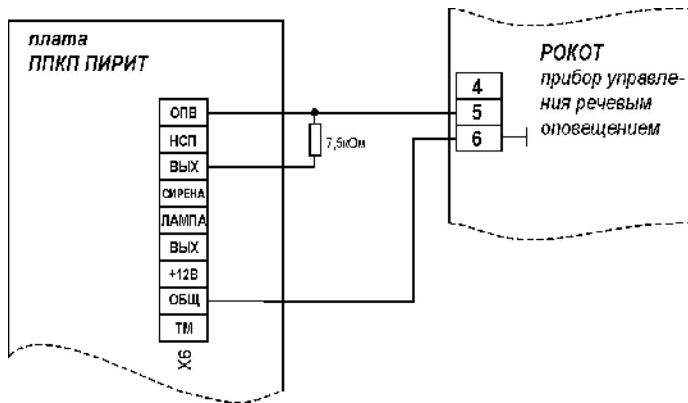 плата
ППКП ПИРИТ
РОКОТ
прибор управле-
ния речевым
оповещением
4
5
6
ОПВ
НСП
ВЫХ
СИРЕНА
ЛАМПА
ВЫХ
+12В
ОБЩ
ТМ
7,5кОм
X6